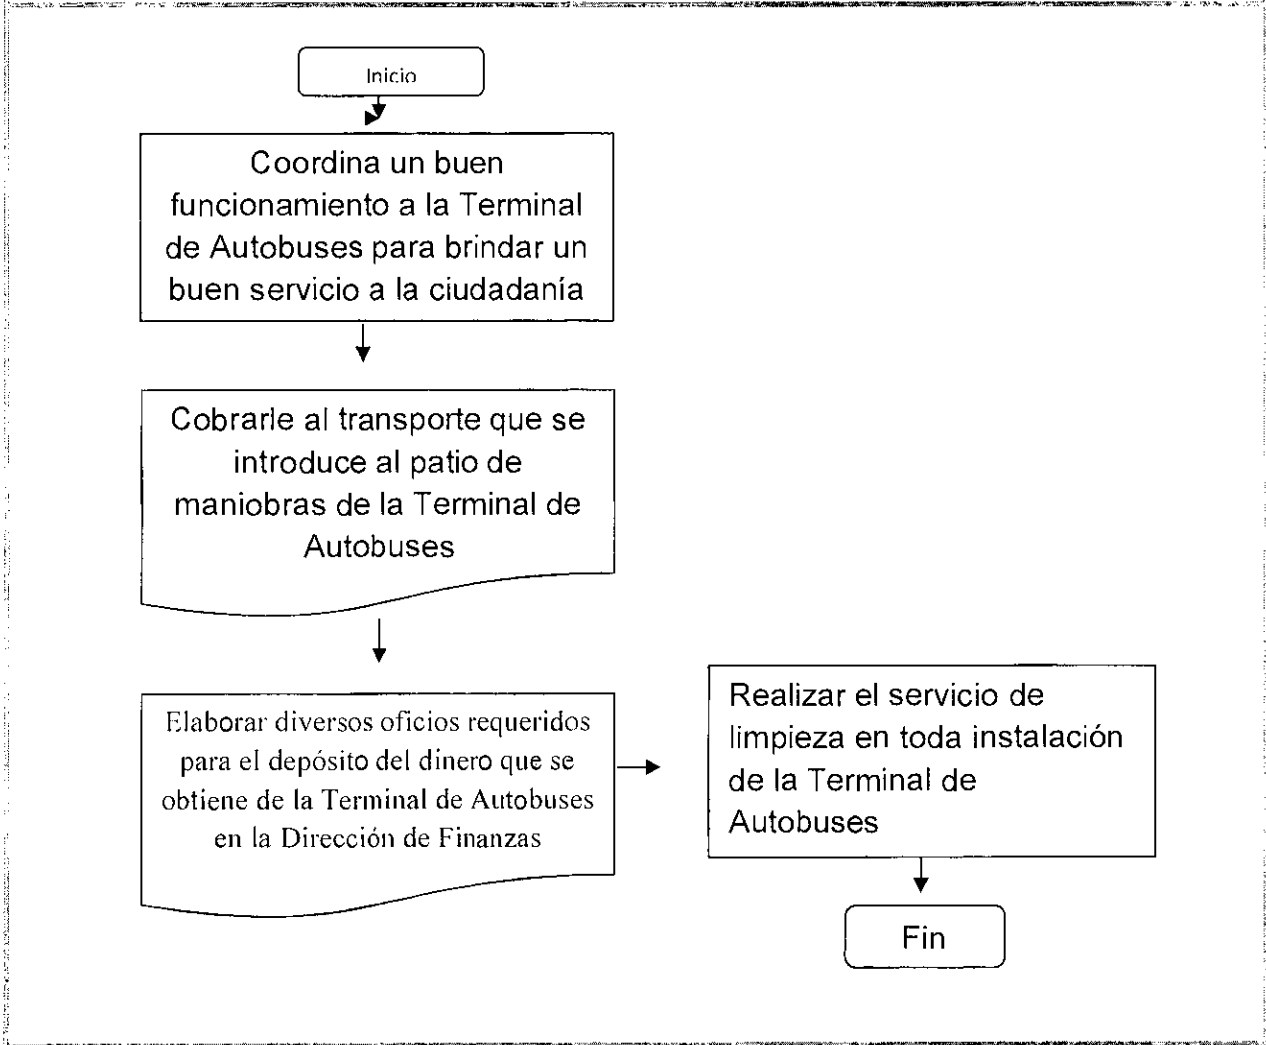 Inicio
Coordina un buen
funcionamiento a la Terminal
de Autobuses para brindar un
buen servicio a la ciudadanía
Cobrarle al transporte que se
introduce al patio de
maniobras de la Terminal de
Autobuses
Elaborar diversos oficios requeridos
para el depósito del dinero que se
obtiene de la Terminal de Autobuses
en la Dirección de Finanzas
Realizar el servicio de
limpieza en toda instalación
de la Terminal de
Autobuses
Fin